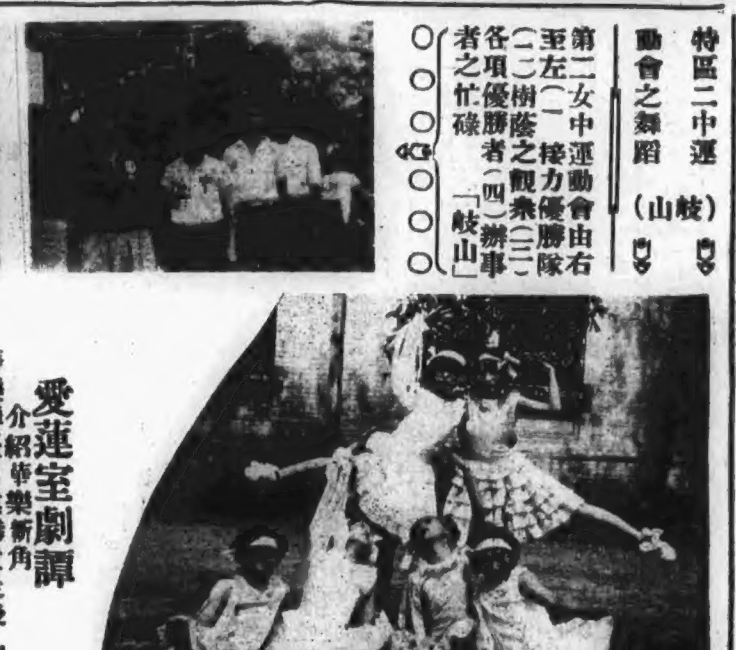 特區二中運
動會之舞蹈
(岐山)
第二女中運動會由右
至左(一 接力優勝隊
(二)樹蔭之觀衆(三)
各項優勝者(四)辦事
者之忙碌 「岐山」
愛蓮室劇譚
介紹華樂新角